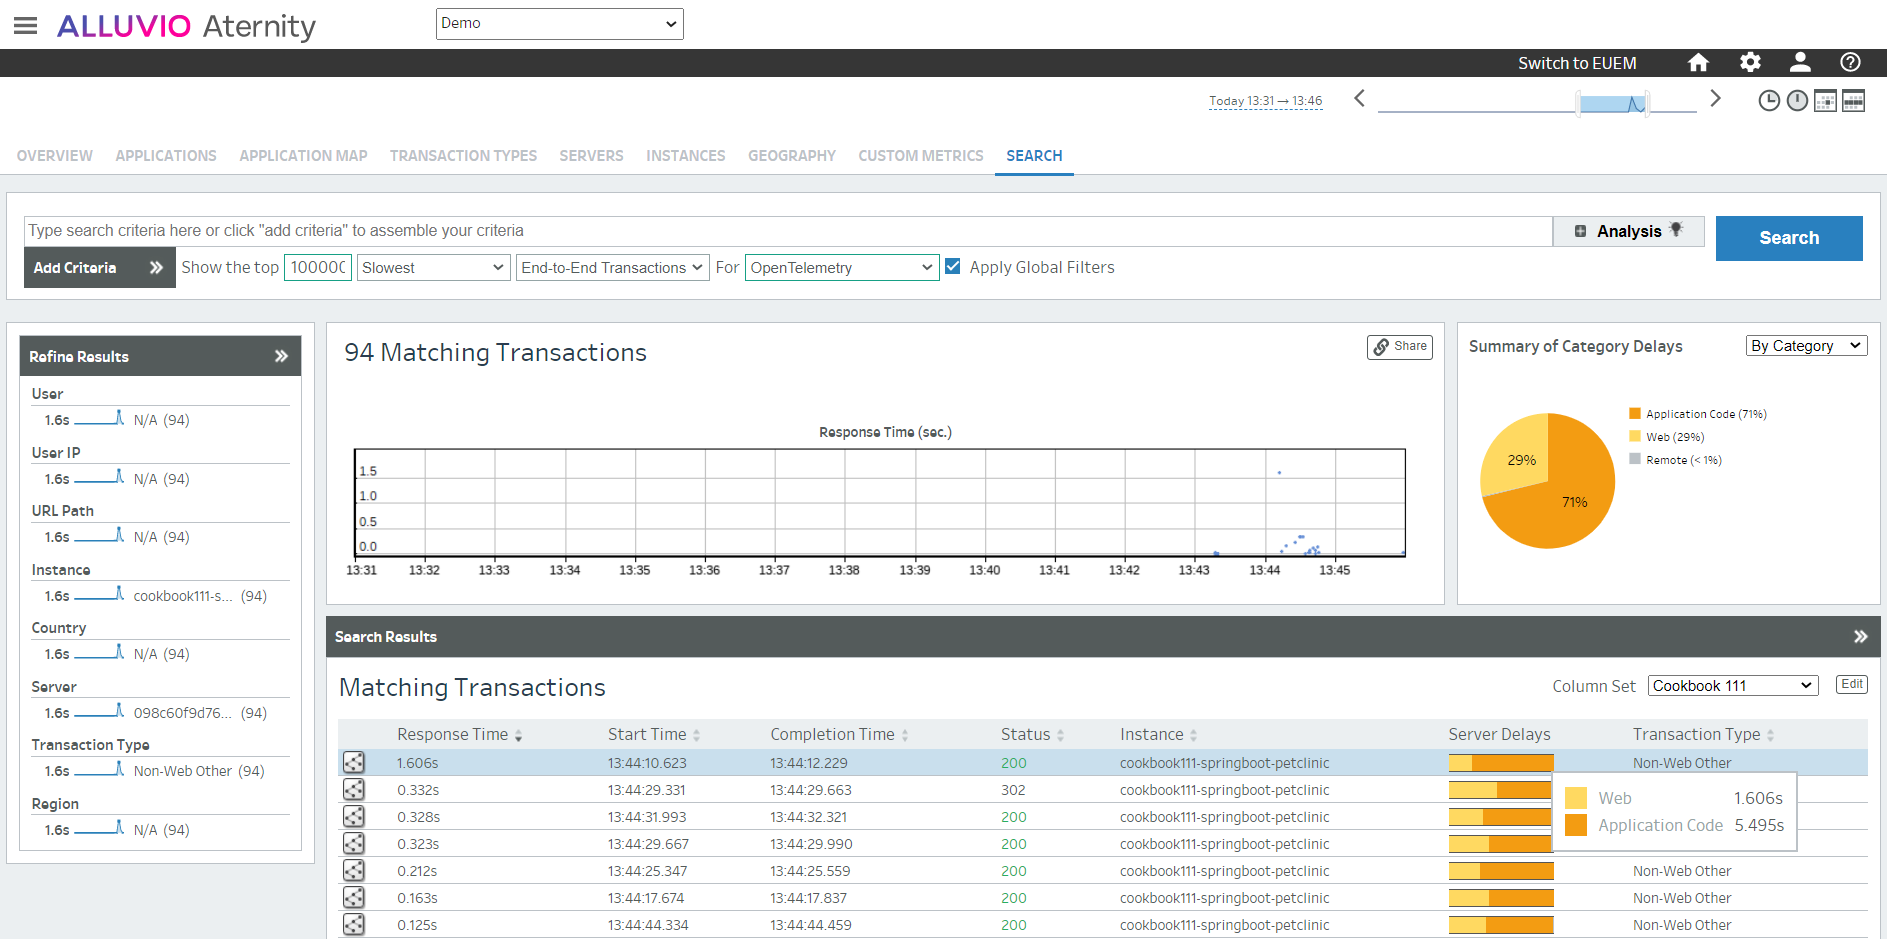 ALLUVIO Aternity
Demo
Switch to EUEM
Today 13:31 → 13:46
OVERVIEW APPLICATIONS APPLICATION MAP TRANSACTION TYPES SERVERS INSTANCES GEOGRAPHY CUSTOM METRICS SEARCH
Type search criteria here or click "add criteria" to assemble your criteria
Analysis
Search
Add Criteria Show the top 100000 Slowest End-to-End Transactions For OpenTelemetry Apply Global Filters
Refine Results
User
1.6s N/A (94)
User IP
1.6s N/A (94)
URL Path
1.6s N/A (94)
Instance
1.6s cookbook111-s... (94)
Country
1.6s N/A (94)
Server
1.6s 098c60f9d76... (94)
Transaction Type
1.6s Non-Web Other (94)
Region
1.6s N/A (94)
94 Matching Transactions
Share
Response Time (sec.)
1.5
1.0
0.5
0.0
13:31 13:32 13:33 13:34 13:35 13:36 13:37 13:38 13:39 13:40 13:41 13:42 13:43 13:44 13:45
Summary of Category Delays
By Category
29%
71%
Application Code (71%)
Web (29%)
Remote (< 1%)
Search Results
Matching Transactions
Column Set Cookbook 111 Edit
Response Time Start Time Completion Time Status Instance Server Delays Transaction Type
1.606s 13:44:10.623 13:44:12.229 200 cookbook111-springboot-petclinic Non-Web Other
0.332s 13:44:29.331 13:44:29.663 302 cookbook111-springboot-petclinic
0.328s 13:44:31.993 13:44:32.321 200 cookbook111-springboot-petclinic
0.323s 13:44:29.667 13:44:29.990 200 cookbook111-springboot-petclinic
0.212s 13:44:25.347 13:44:25.559 200 cookbook111-springboot-petclinic Non-Web Other
0.163s 13:44:17.674 13:44:17.837 200 cookbook111-springboot-petclinic Non-Web Other
0.125s 13:44:44.334 13:44:44.459 200 cookbook111-springboot-petclinic Non-Web Other
Web 1.606s
Application Code 5.495s